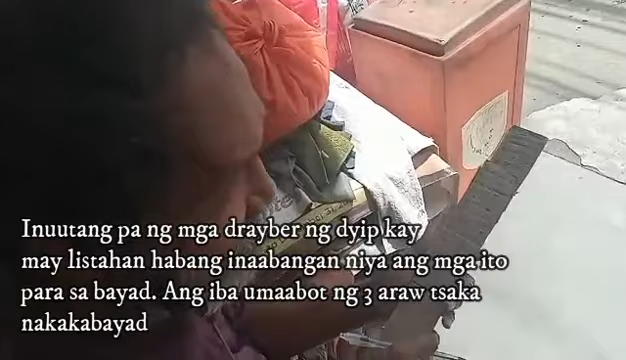 Inuutang pa ng mga drayber ng dyip kay
may listahan habang inaabangan niya ang mga ito
para sa bayad. Ang iba umaabot ng 3 araw tsaka
nakakabayad